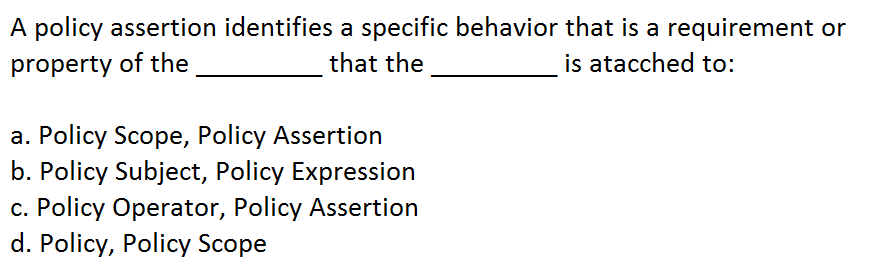 A policy assertion identifies a specific behavior that is a requirement or
property of the _________ that the _________ is atacched to:
a. Policy Scope, Policy Assertion
b. Policy Subject, Policy Expression
c. Policy Operator, Policy Assertion
d. Policy, Policy Scope